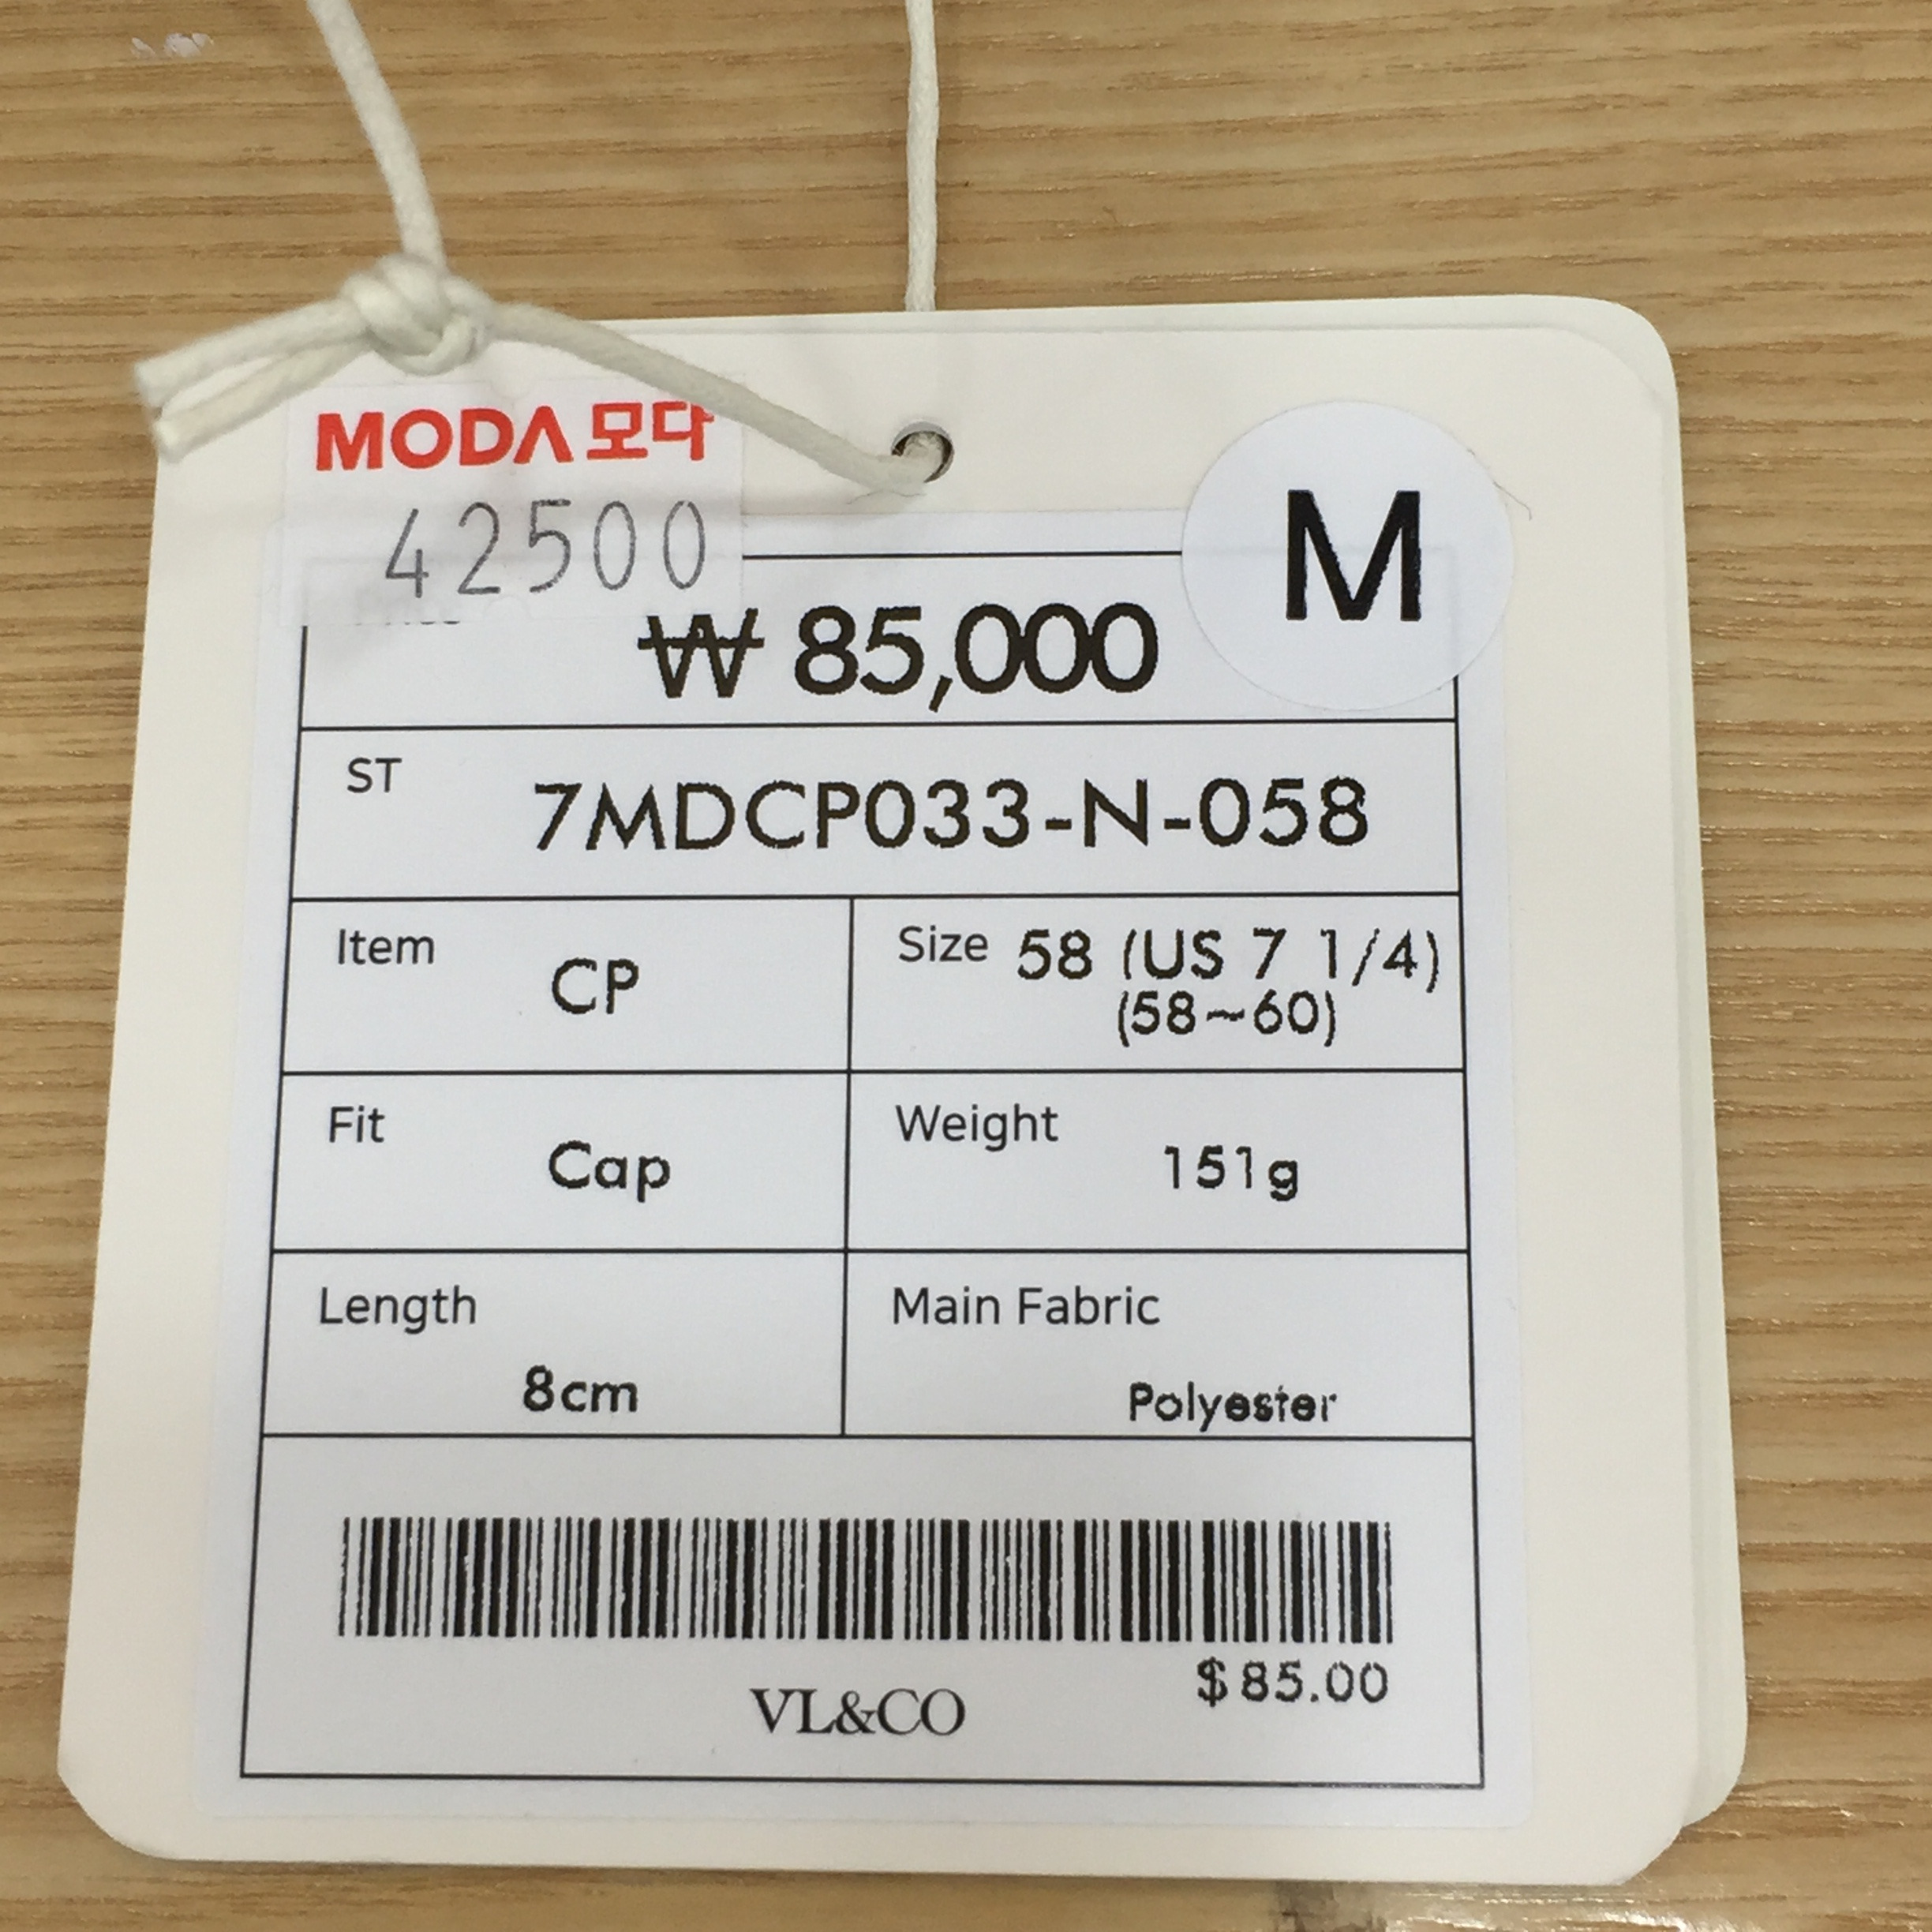 MODA 모다
42500
M
₩ 85,000
ST
7MDCP033-N-058
Item
CP
Size 58 (US 7 1/4)
(58~60)
Fit
Cap
Weight
151g
Length
8cm
Main Fabric
Polyester
$85.00
VL&CO